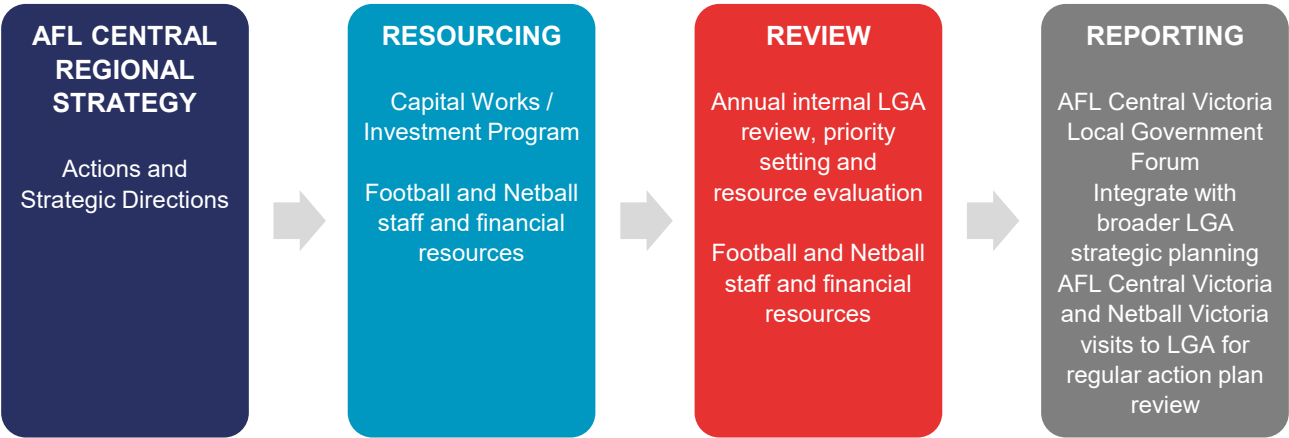 AFL CENTRAL
REGIONAL
STRATEGY
Actions and
Strategic Directions
RESOURCING
Capital Works /
Investment Program
Football and Netball
staff and financial
resources
REVIEW
Annual internal LGA
review, priority
setting and
resource evaluation
Football and Netball
staff and financial
resources
REPORTING
AFL Central Victoria
Local Government
Forum
Integrate with
broader LGA
strategic planning
AFL Central Victoria
and Netball Victoria
visits to LGA for
regular action plan
review